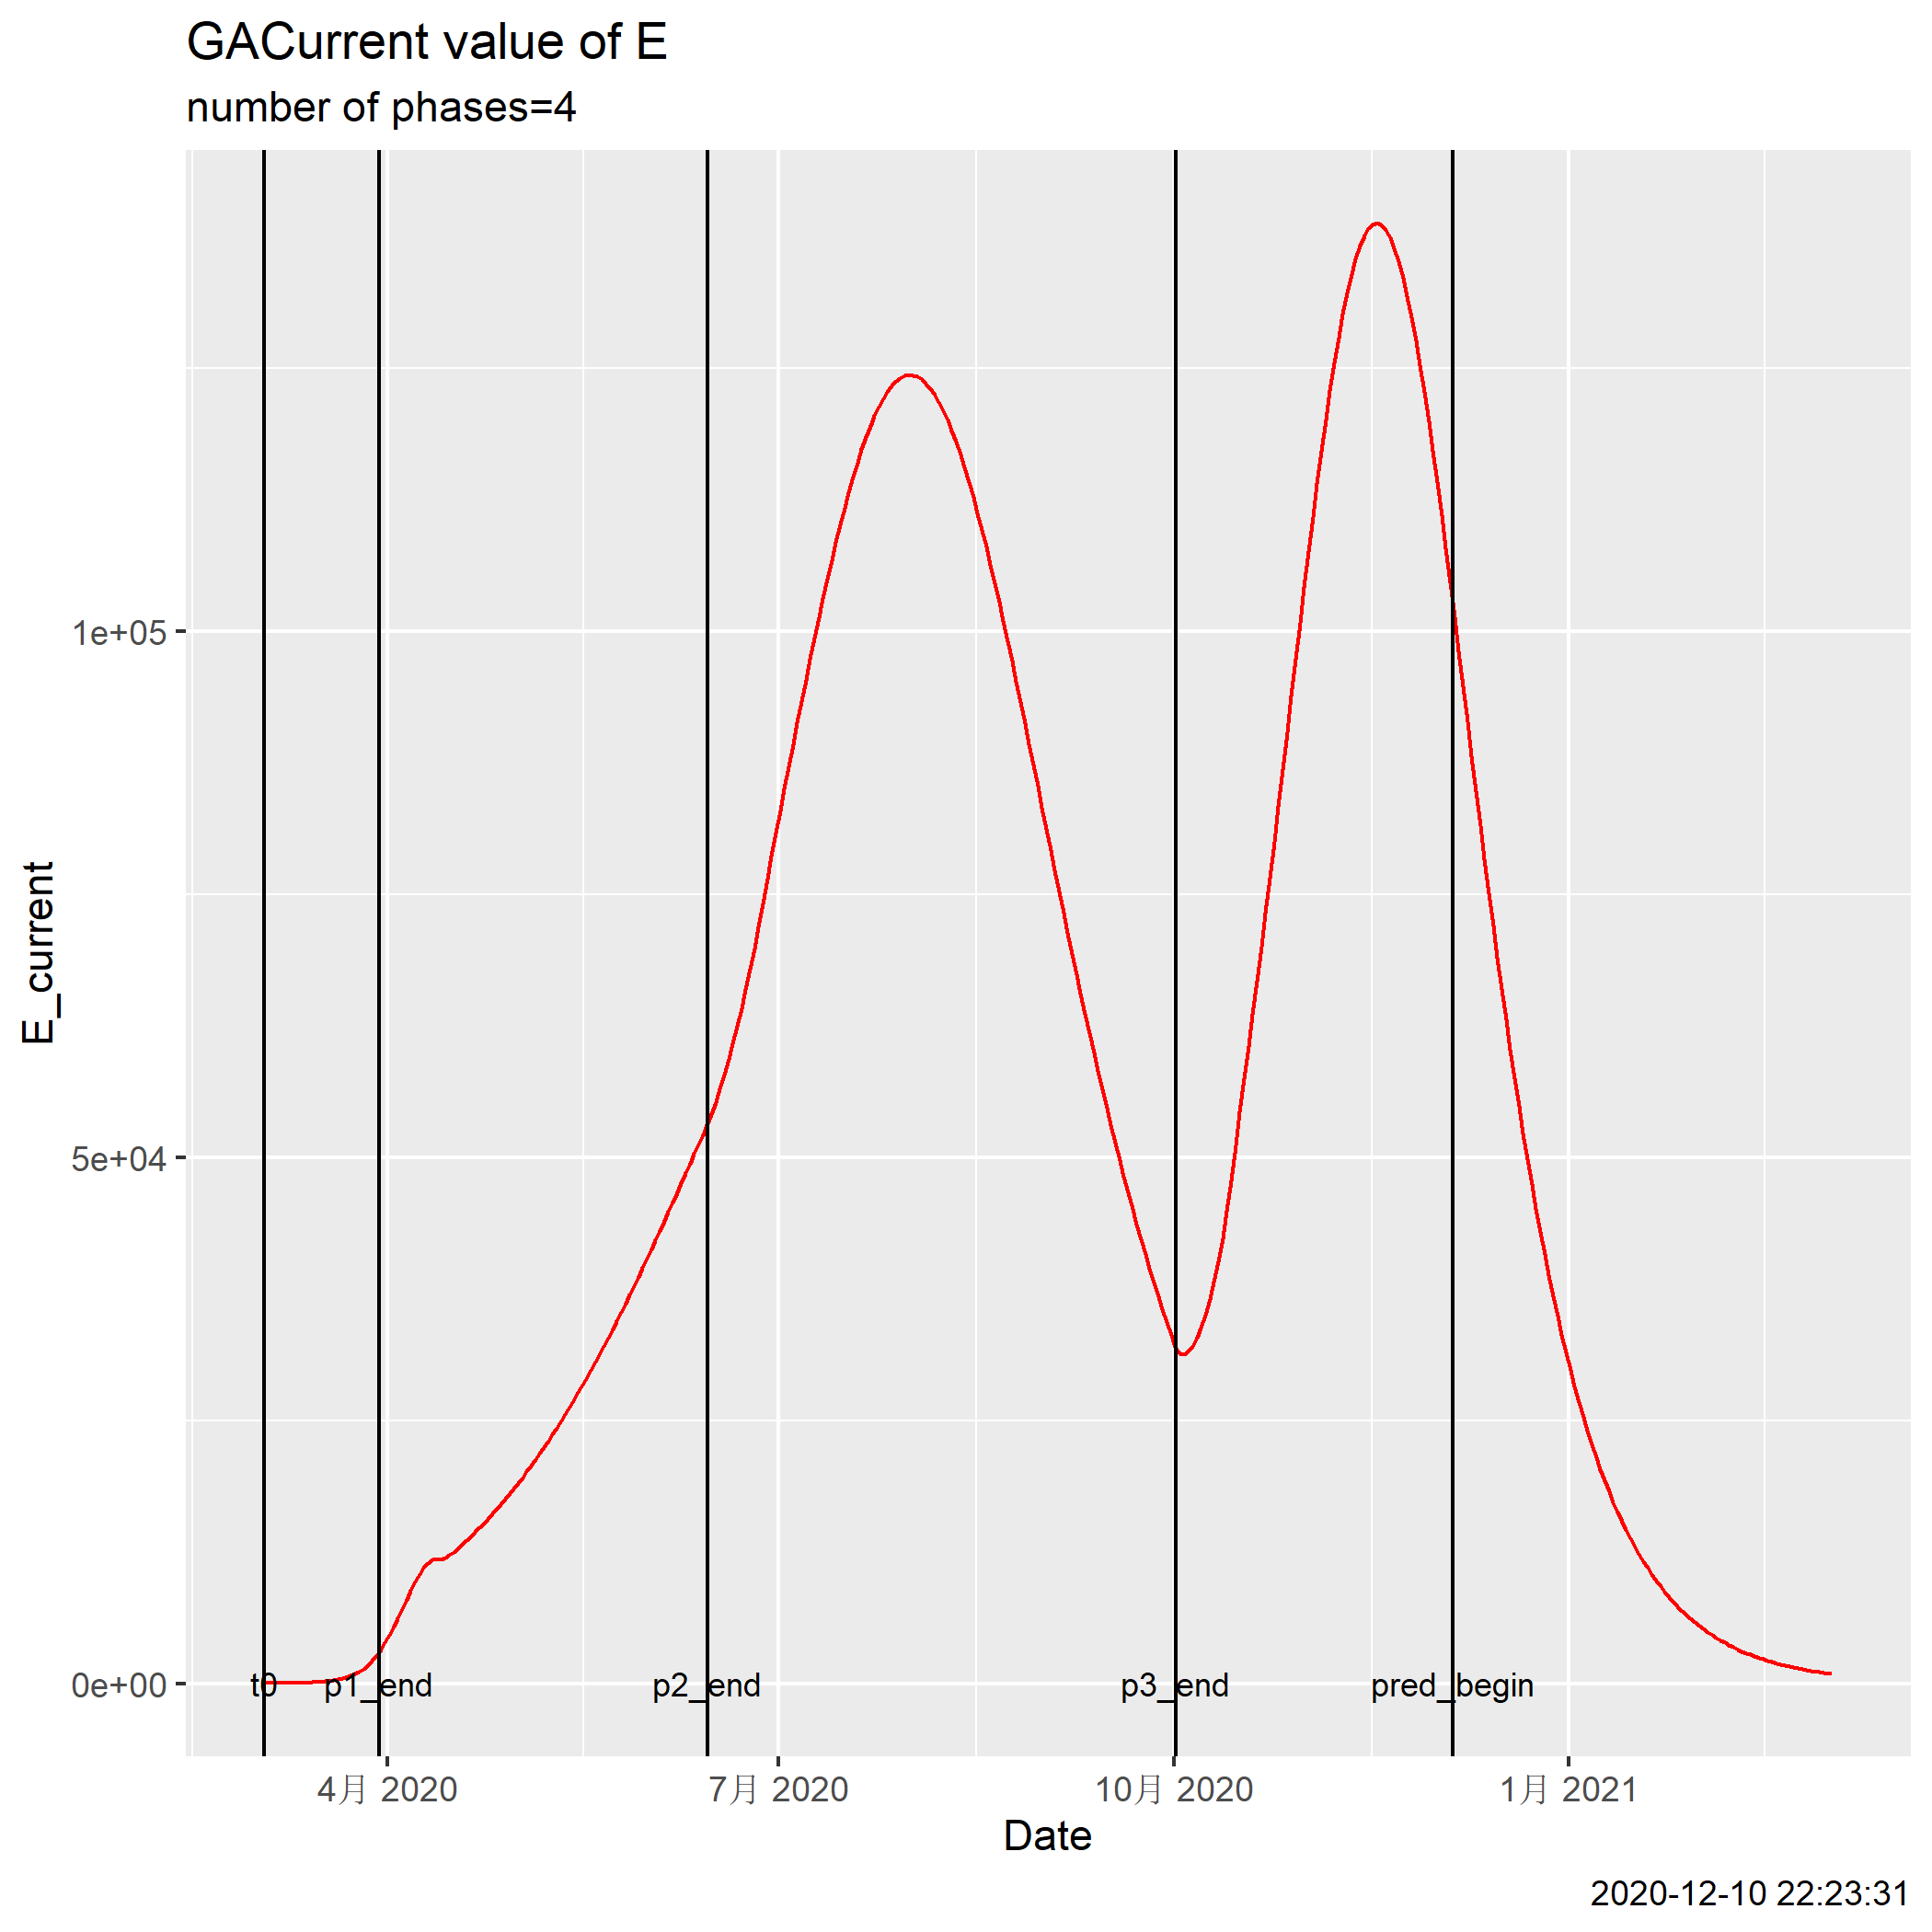 GACurrent value of E
number of phases=4
1e+05
5e+04
0e+00
E_current
t0 p1_end p2_end p3_end pred_begin
4月 2020 7月 2020 10月 2020 1月 2021
Date
2020-12-10 22:23:31